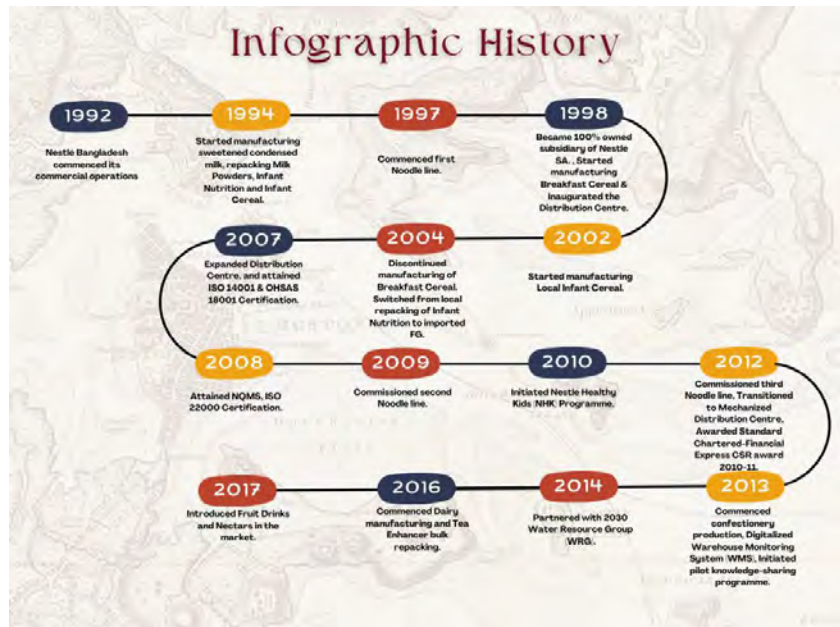 Infographic History
1992
Nestle Bangladesh
commenced its
commercial operations
1994
Started manufacturing
sweetened condensed
milk, repacking Milk
Powders, Infant
Nutrition and Infant
Cereal.
1997
Commenced first
Noodle line.
1998
Became 100% owned
subsidiary of Nestle
SA. , Started
manufacturing
Breakfast Cereal &
inaugurated the
Distribution Centre.
2002
Started manufacturing
Local Infant Cereal.
2004
Discontinued
manufacturing of
Breakfast Cereal.
Switched from local
repacking of Infant
Nutrition to imported
FG.
2007
Expanded Distribution
Centre, and attained
ISO 14001 & OHSAS
18001 Certification.
2008
Attained NQMS, ISO
22000 Certification.
2009
Commissioned second
Noodle line.
2010
Initiated Nestle Healthy
Kids (NHK) Programme.
2012
Commissioned third
Noodle line, Transitioned
to Mechanized
Distribution Centre,
Awarded Standard
Chartered-Financial
Express CSR award
2010-11.
2013
Commenced
confectionery
production, Digitalized
Warehouse Monitoring
System (WMS), Initiated
pilot knowledge-sharing
programme.
2014
Partnered with 2030
Water Resource Group
(WRG).
2016
Commenced Dairy
manufacturing and Tea
Enhancer bulk
repacking.
2017
Introduced Fruit Drinks
and Nectars in the
market.